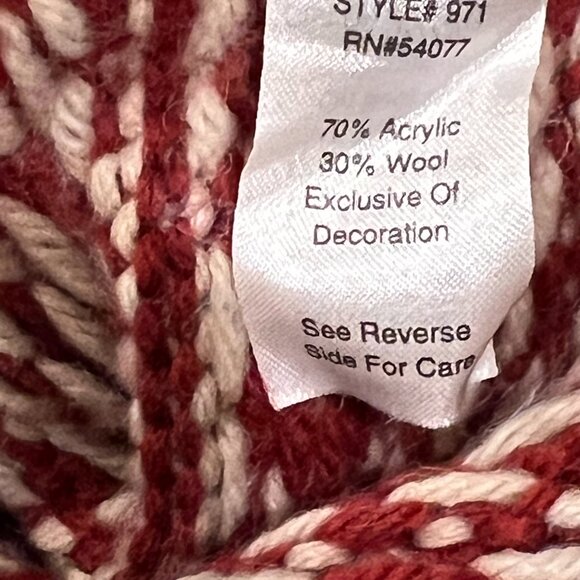 STYLE# 971
RN#54077
70% Acrylic
30% Wool
Exclusive Of
Decoration
See Reverse
Side For Care